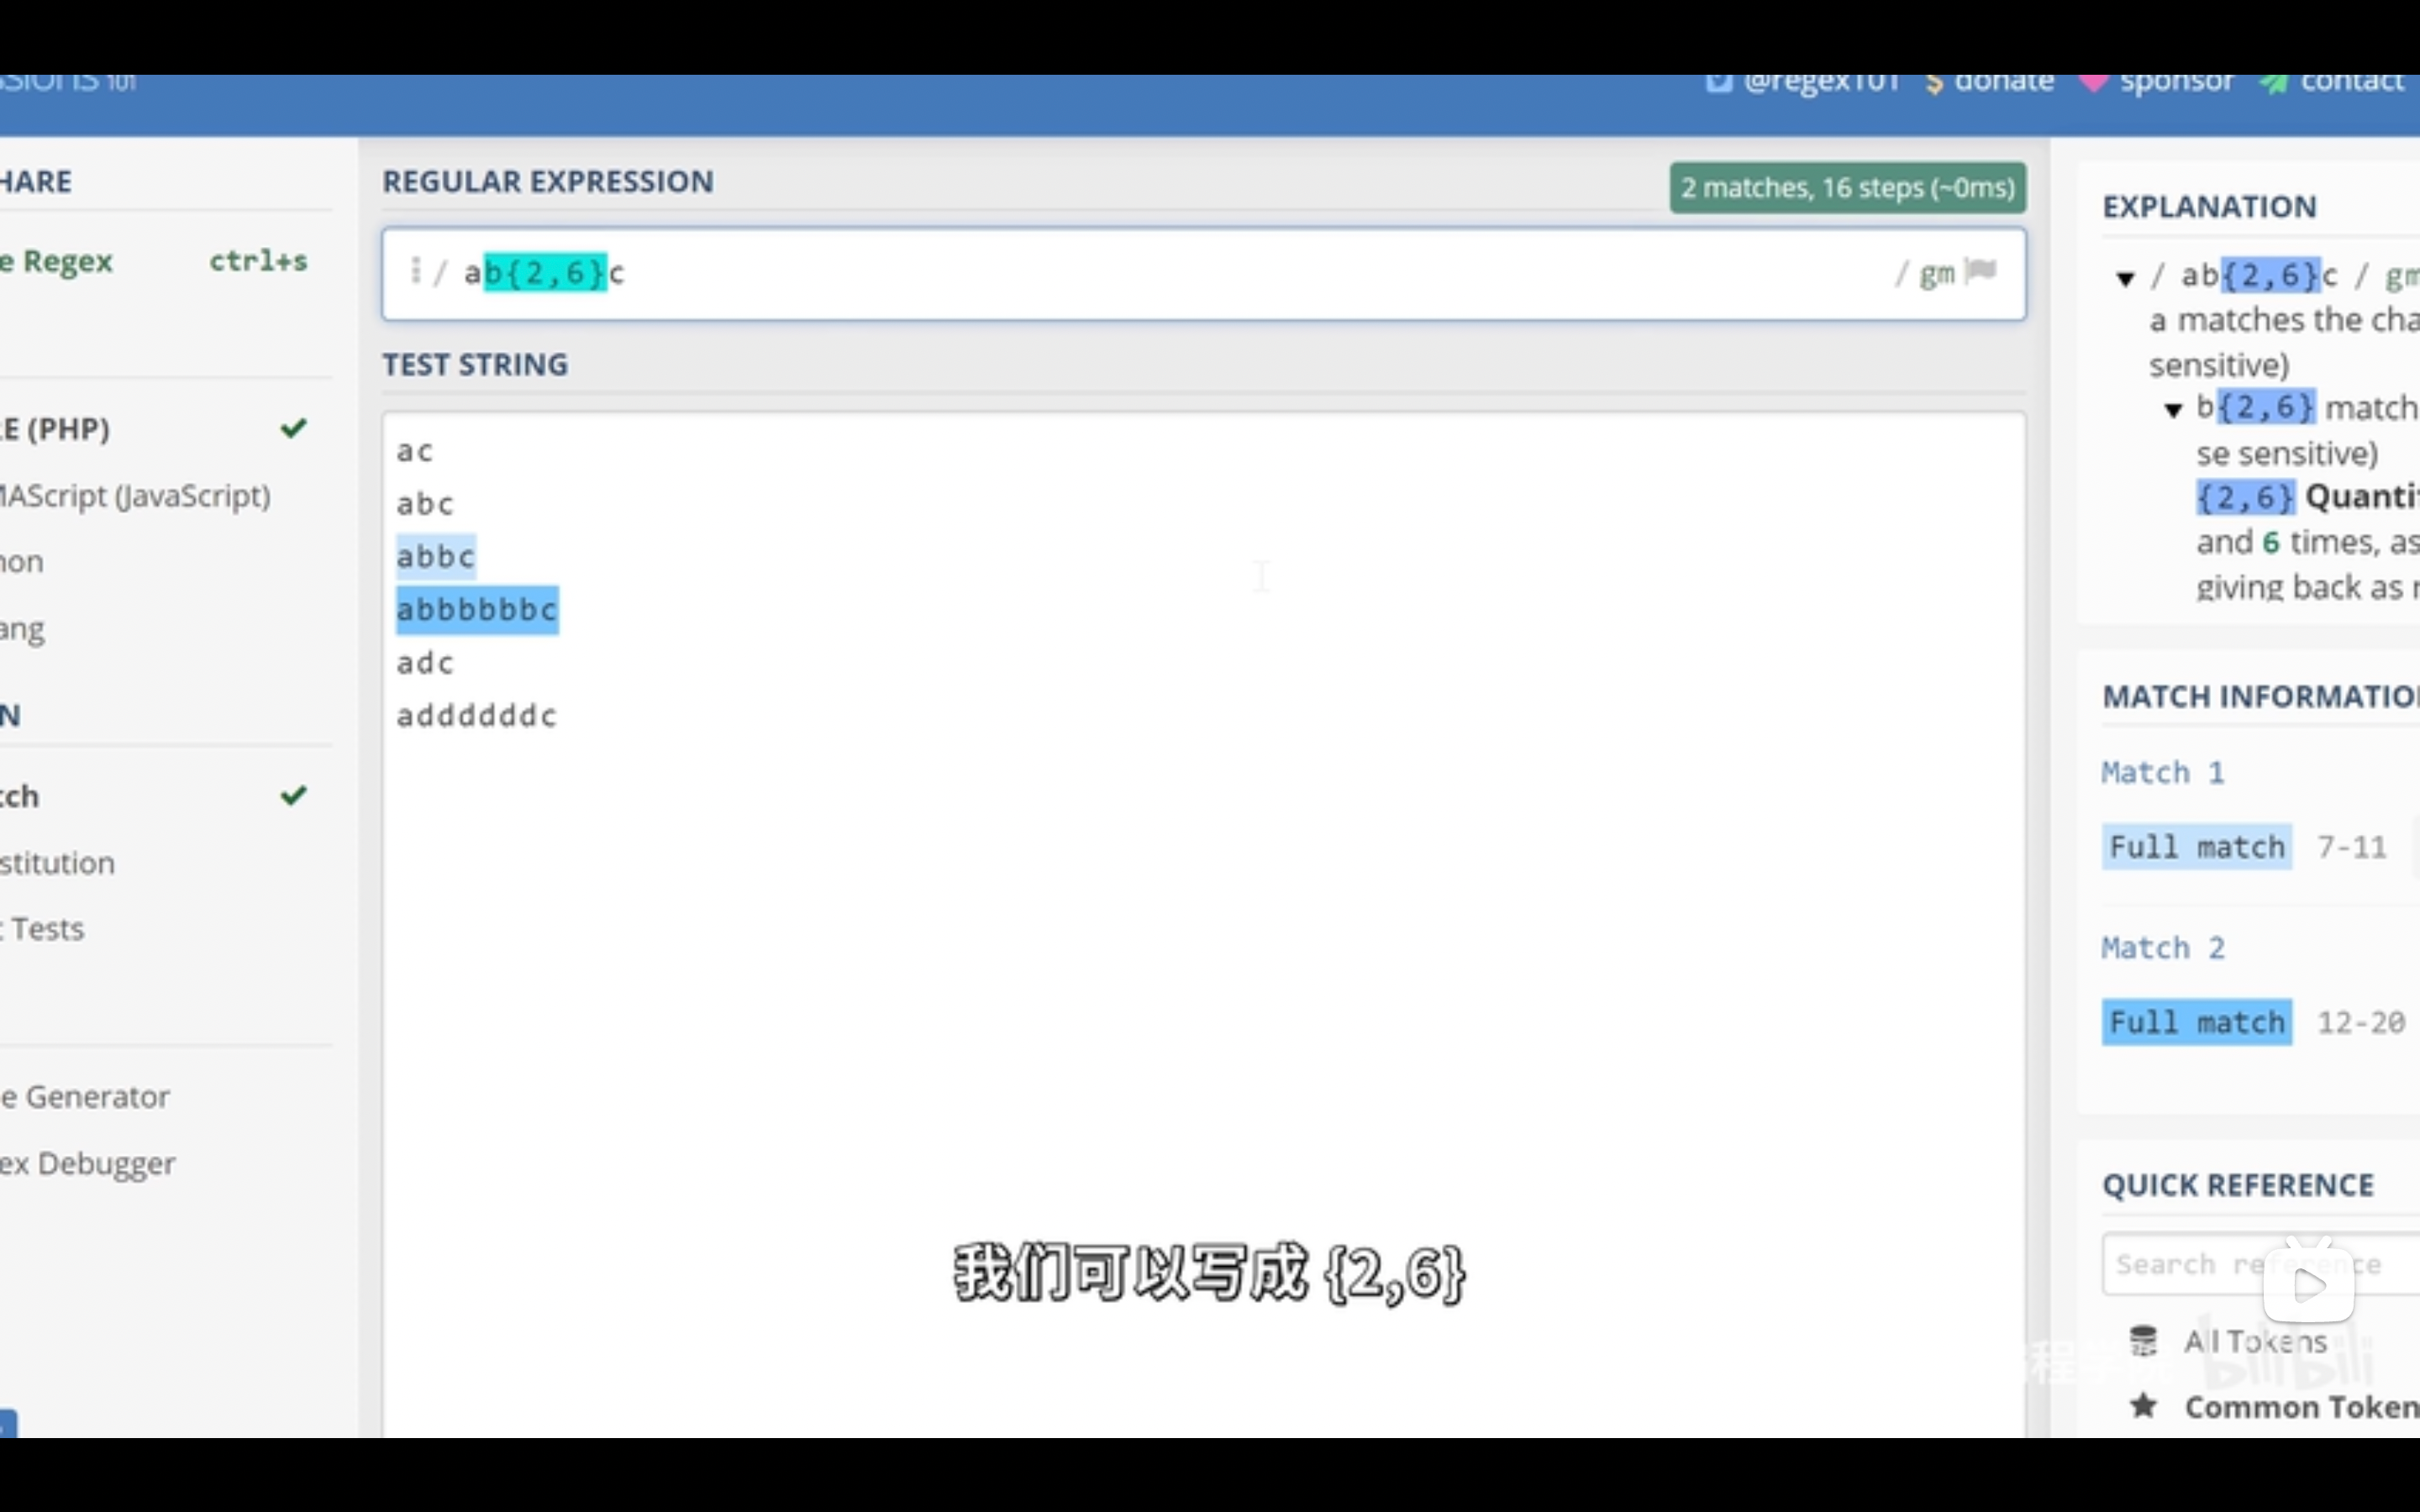 @regex101 donate sponsor contact
HARE
e Regex ctrl+s
E (PHP)
MAScript (JavaScript)
hon
ang
N
tch
stitution
t Tests
e Generator
ex Debugger
REGULAR EXPRESSION
2 matches, 16 steps (~0ms)
/ ab{2,6}c / gm
TEST STRING
ac
abc
abbc
abbbbbbc
adc
addddddc
EXPLANATION
/ ab{2,6}c / gm
a matches the cha
sensitive)
b{2,6} match
se sensitive)
{2,6} Quanti
and 6 times, as
giving back as
MATCH INFORMATIO
Match 1
Full match 7-11
Match 2
Full match 12-20
QUICK REFERENCE
Search reference
All Tokens
Common Token
我们可以写成 {2,6}
bilibili